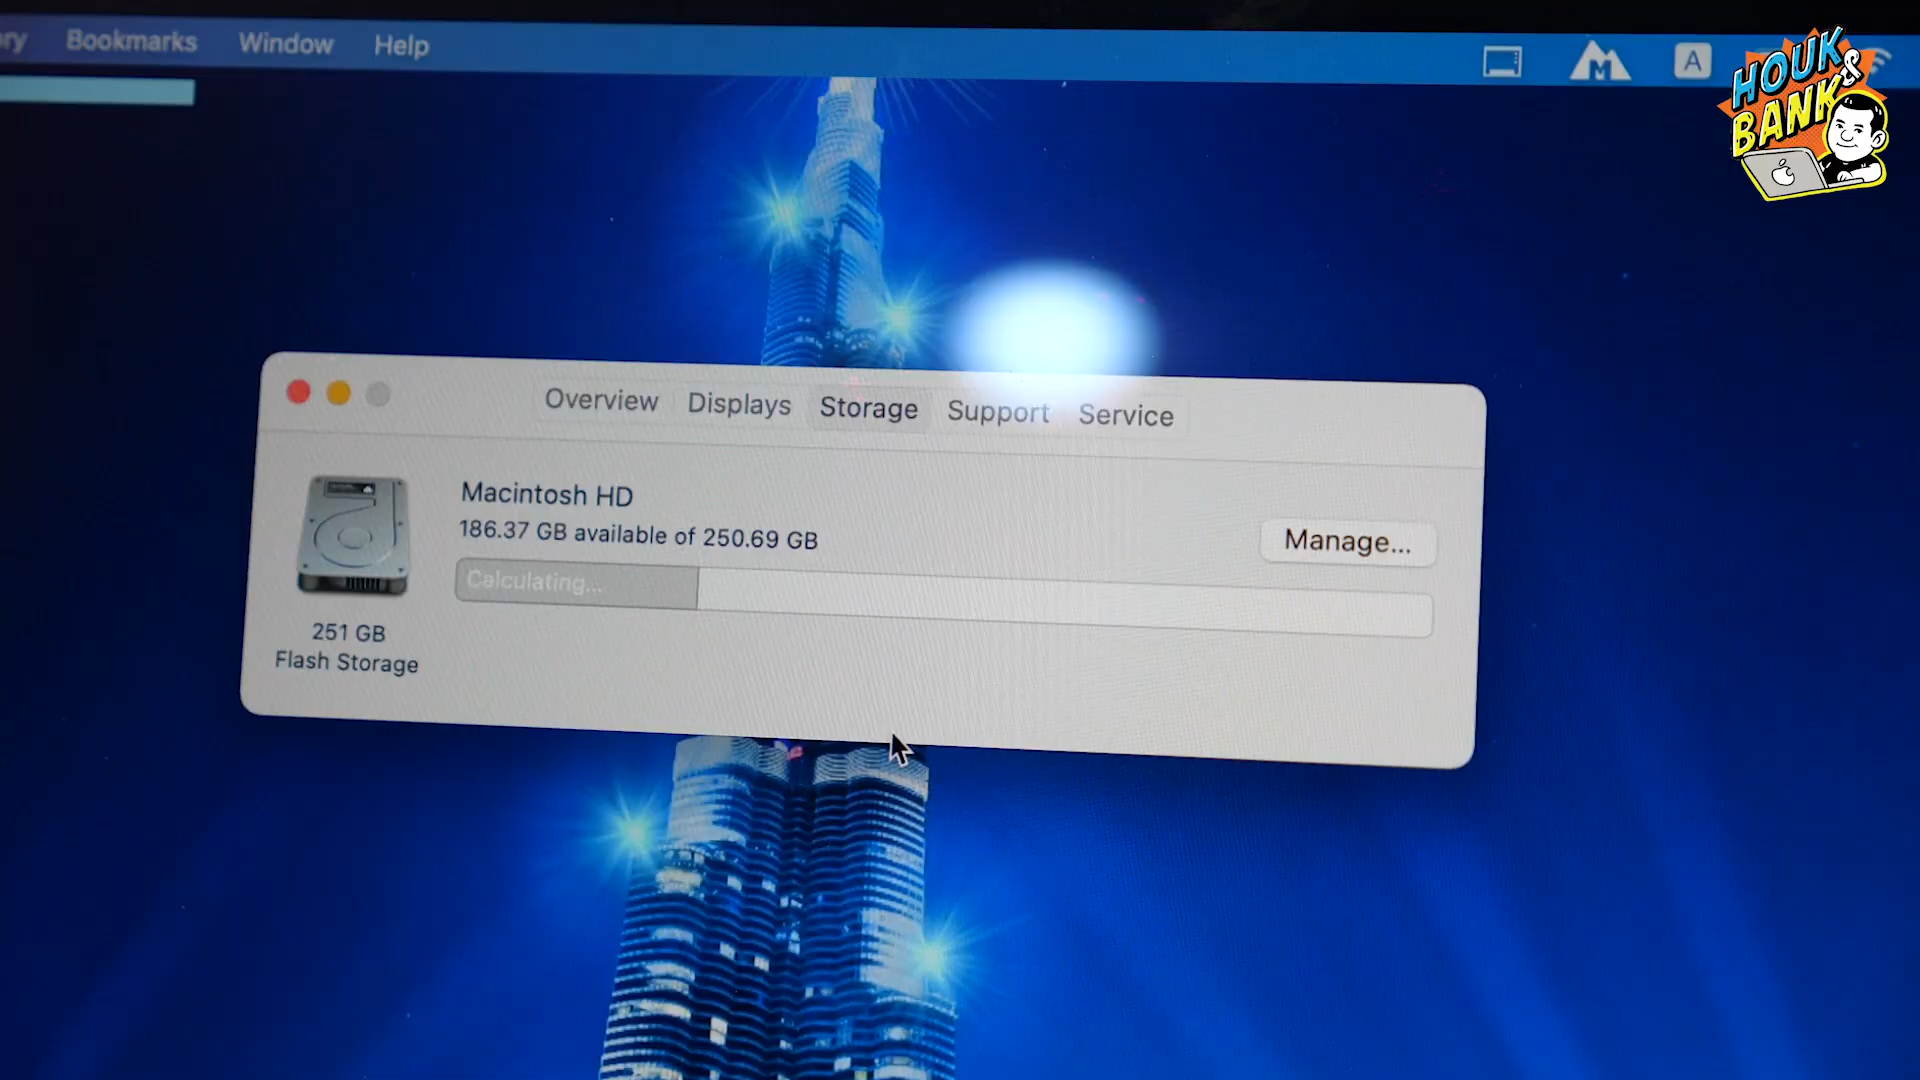 Bookmarks Window Help
A
HOUK &
BANK
Overview Displays Storage Support Service
Macintosh HD
186.37 GB available of 250.69 GB
Manage...
Calculating...
251 GB
Flash Storage